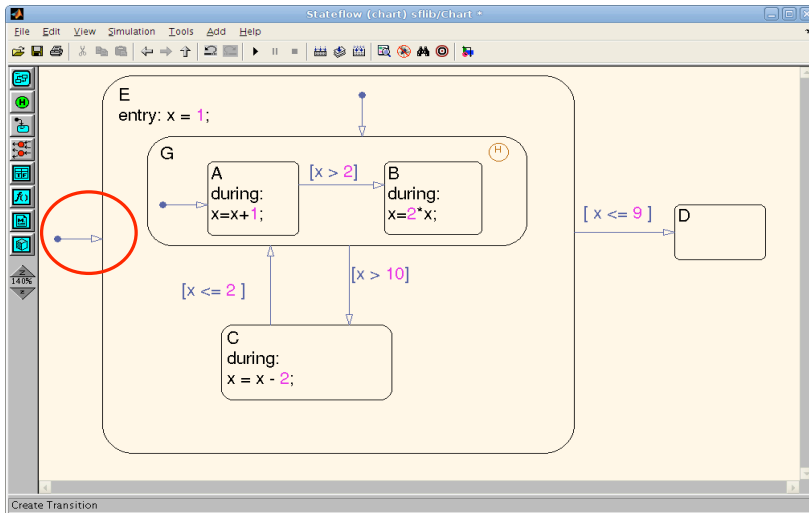 Stateflow (chart) sflib/Chart *
File Edit View Simulation Tools Add Help
E
entry: x = 1;
G
H
A
during:
x=x+1;
[x > 2]
B
during:
x=2*x;
[ x <= 9 ]
D
[x <= 2 ]
[x > 10]
C
during:
x = x - 2;
140%
Create Transition